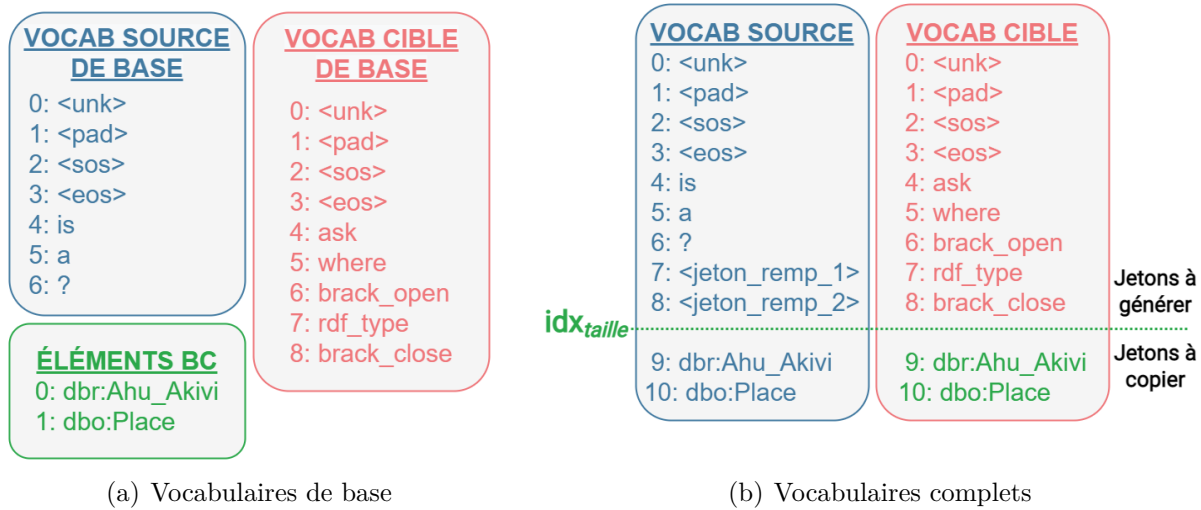 VOCAB SOURCE
DE BASE
0: <unk>
1: <pad>
2: <sos>
3: <eos>
4: is
5: a
6: ?
ÉLÉMENTS BC
0: dbr:Ahu_Akivi
1: dbo:Place
VOCAB CIBLE
DE BASE
0: <unk>
1: <pad>
2: <sos>
3: <eos>
4: ask
5: where
6: brack_open
7: rdf_type
8: brack_close
(a) Vocabulaires de base
VOCAB SOURCE
0: <unk>
1: <pad>
2: <sos>
3: <eos>
4: is
5: a
6: ?
7: <jeton_remp_1>
8: <jeton_remp_2>
9: dbr:Ahu_Akivi
10: dbo:Place
VOCAB CIBLE
0: <unk>
1: <pad>
2: <sos>
3: <eos>
4: ask
5: where
6: brack_open
7: rdf_type
8: brack_close
9: dbr:Ahu_Akivi
10: dbo:Place
idxtaille
Jetons à
générer
Jetons à
copier
(b) Vocabulaires complets